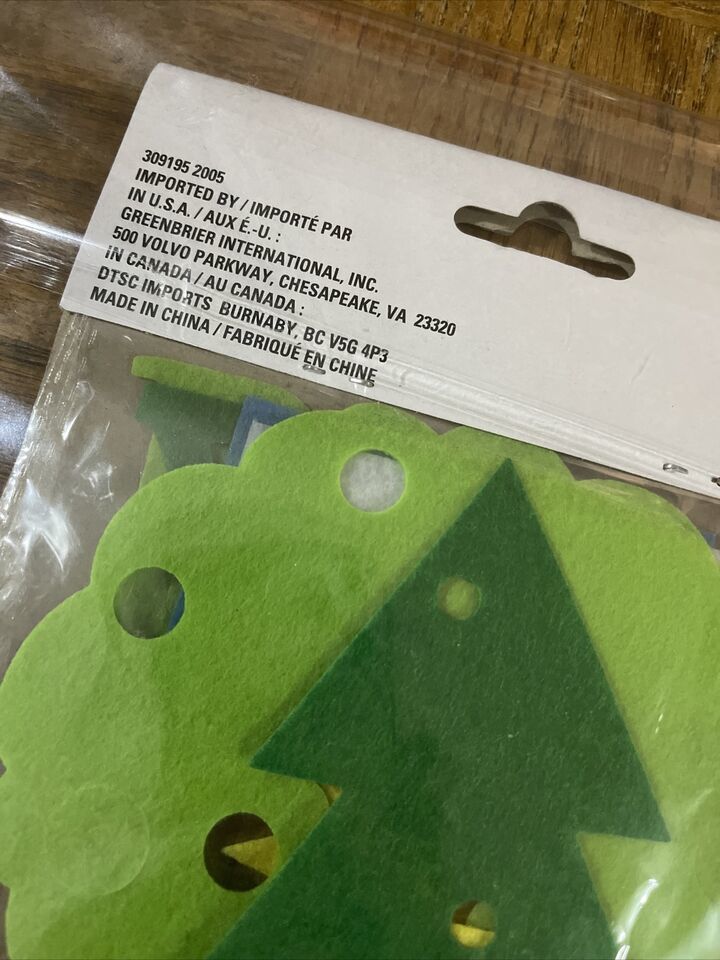 309195 2005
IMPORTED BY / IMPORTÉ PAR
IN U.S.A. / AUX É.-U. :
GREENBRIER INTERNATIONAL, INC.
500 VOLVO PARKWAY, CHESAPEAKE, VA 23320
IN CANADA / AU CANADA :
DTSC IMPORTS BURNABY, BC V5G 4P3
MADE IN CHINA / FABRIQUÉ EN CHINE